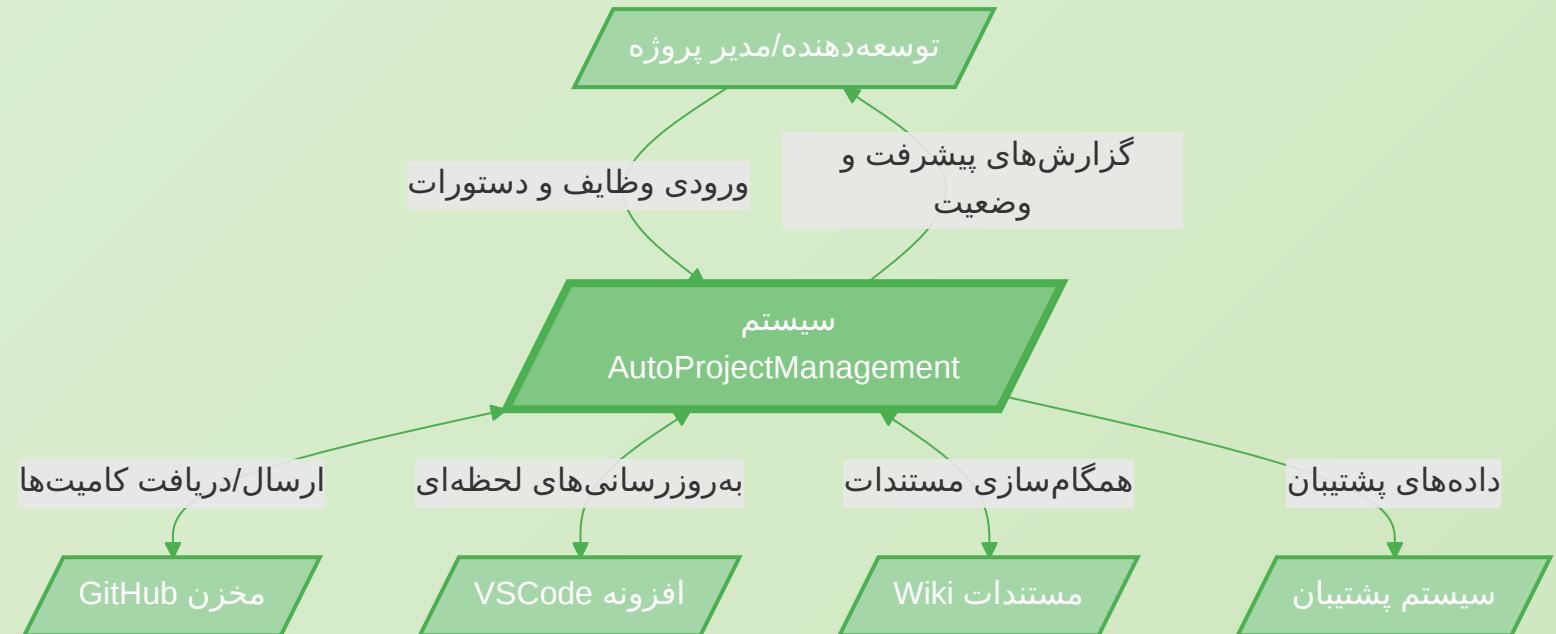 توسعه‌دهنده/مدیر پروژه
گزارش‌های پیشرفت و
وضعیت
ورودی وظایف و دستورات
سیستم
AutoProjectManagement
ارسال/دریافت کامیت‌ها
به‌روزرسانی‌های لحظه‌ای
همگام‌سازی مستندات
داده‌های پشتیبان
مخزن GitHub
افزونه VSCode
مستندات Wiki
سیستم پشتیبان